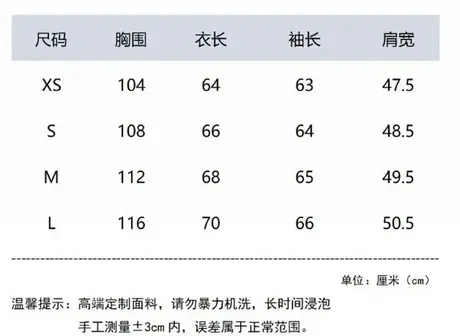 尺码 胸围 衣长 袖长 肩宽
XS 104 64 63 47.5
S 108 66 64 48.5
M 112 68 65 49.5
L 116 70 66 50.5
单位：厘米（cm）
温馨提示：高端定制面料，请勿暴力机洗，长时间浸泡
手工测量±3cm内，误差属于正常范围。